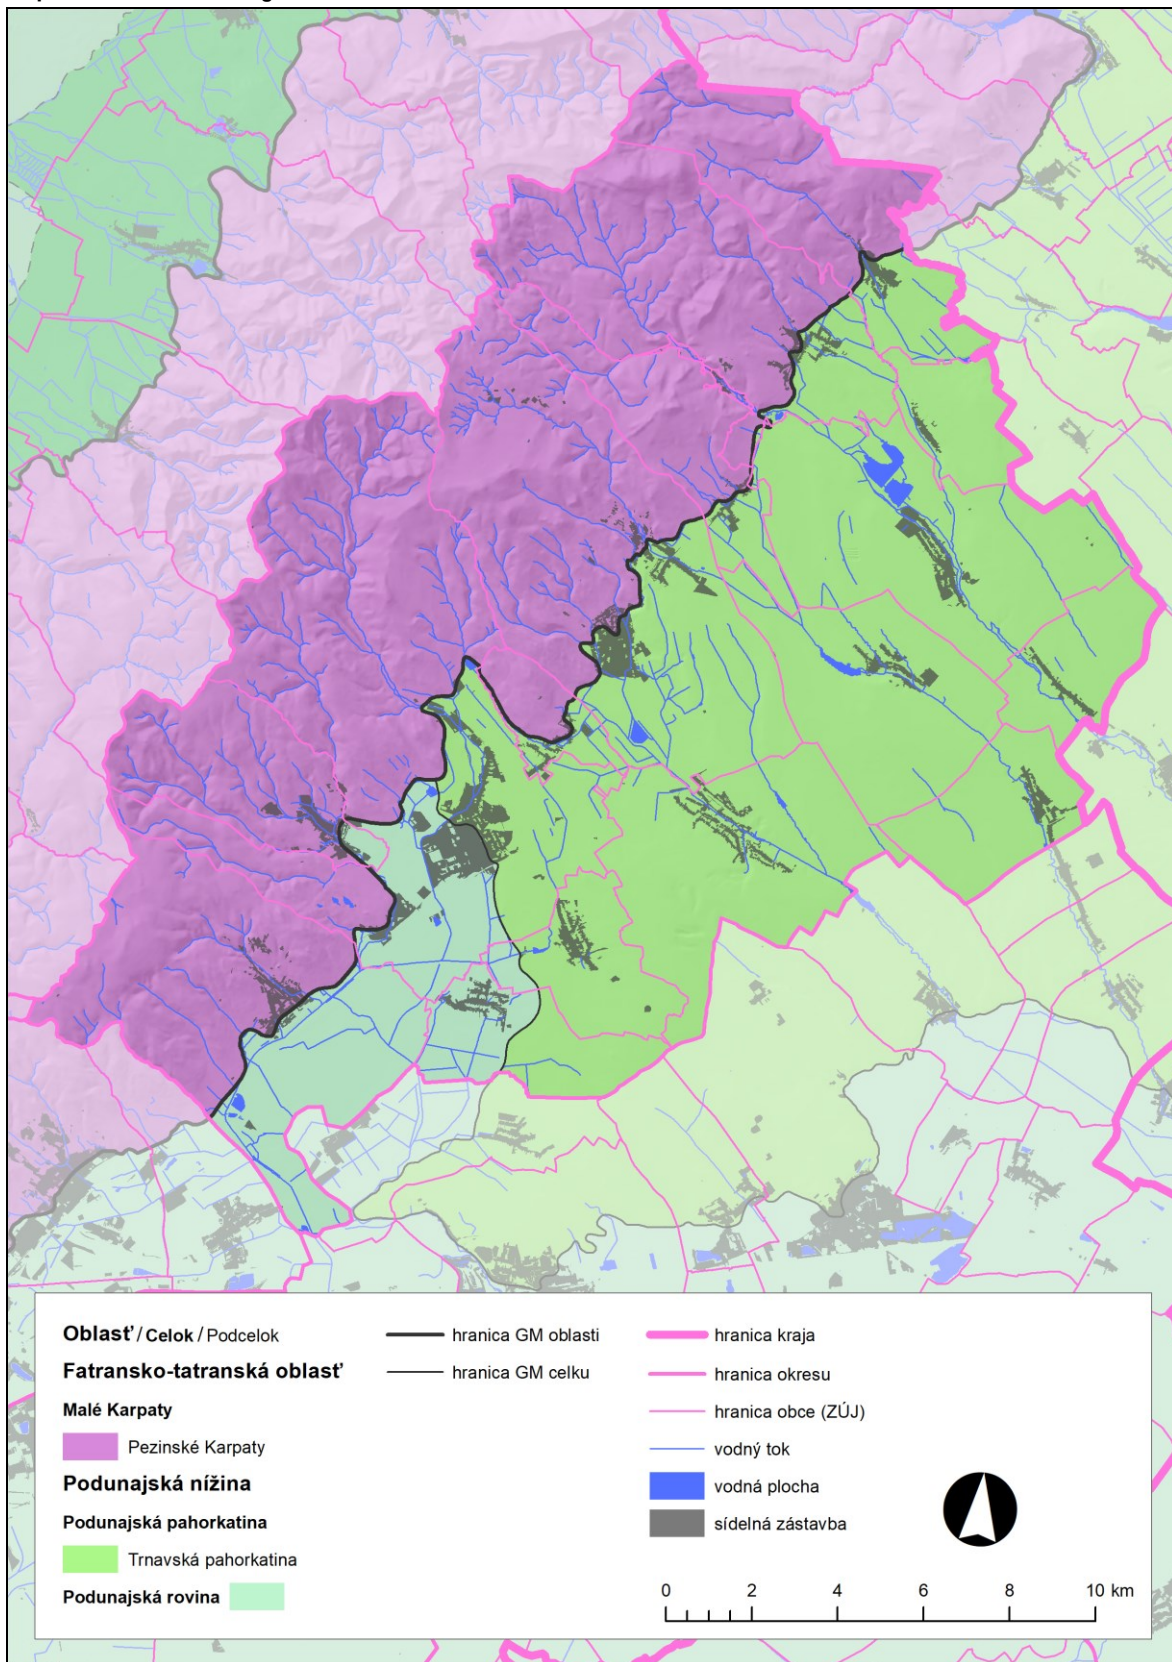 Oblasť / Celok / Podcelok
Fatransko-tatranská oblasť
Malé Karpaty
Pezinské Karpaty
Podunajská nížina
Podunajská pahorkatina
Trnavská pahorkatina
Podunajská rovina
hranica GM oblasti
hranica GM celku
hranica kraja
hranica okresu
hranica obce (ZÚJ)
vodný tok
vodná plocha
sídelná zástavba
0 2 4 6 8 10 km